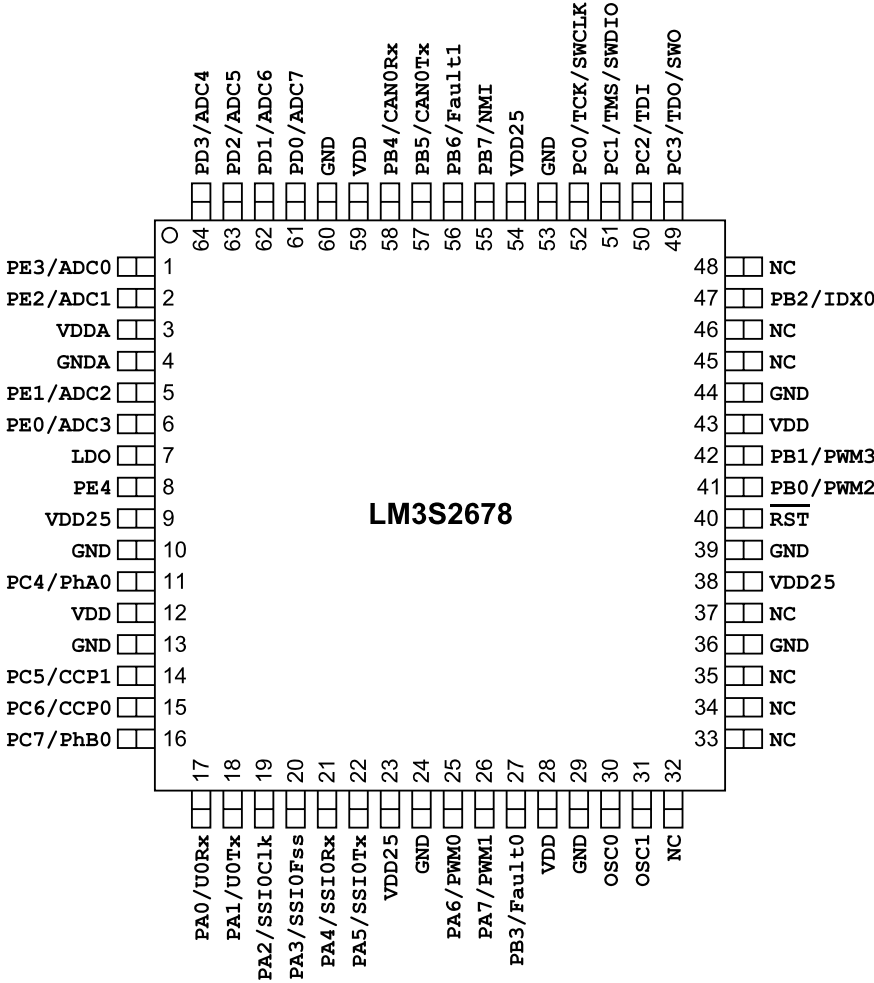 PD3/ADC4
PD2/ADC5
PD1/ADC6
PD0/ADC7
GND
VDD
PB4/CAN0Rx
PB5/CAN0Tx
PB6/Fault1
PB7/NMI
VDD25
GND
PC0/TCK/SWCLK
PC1/TMS/SWDIO
PC2/TDI
PC3/TDO/SWO
64 63 62 61 60 59 58 57 56 55 54 53 52 51 50 49
PE3/ADC0 1
PE2/ADC1 2
VDDA 3
GNDA 4
PE1/ADC2 5
PE0/ADC3 6
LDO 7
PE4 8
VDD25 9
GND 10
PC4/PhA0 11
VDD 12
GND 13
PC5/CCP1 14
PC6/CCP0 15
PC7/PhB0 16
LM3S2678
48 NC
47 PB2/IDX0
46 NC
45 NC
44 GND
43 VDD
42 PB1/PWM3
41 PB0/PWM2
40 RST
39 GND
38 VDD25
37 NC
36 GND
35 NC
34 NC
33 NC
17 18 19 20 21 22 23 24 25 26 27 28 29 30 31 32
PA0/U0Rx
PA1/U0Tx
PA2/SSI0Clk
PA3/SSI0Fss
PA4/SSI0Rx
PA5/SSI0Tx
VDD25
GND
PA6/PWM0
PA7/PWM1
PB3/Fault0
VDD
GND
OSC0
OSC1
NC